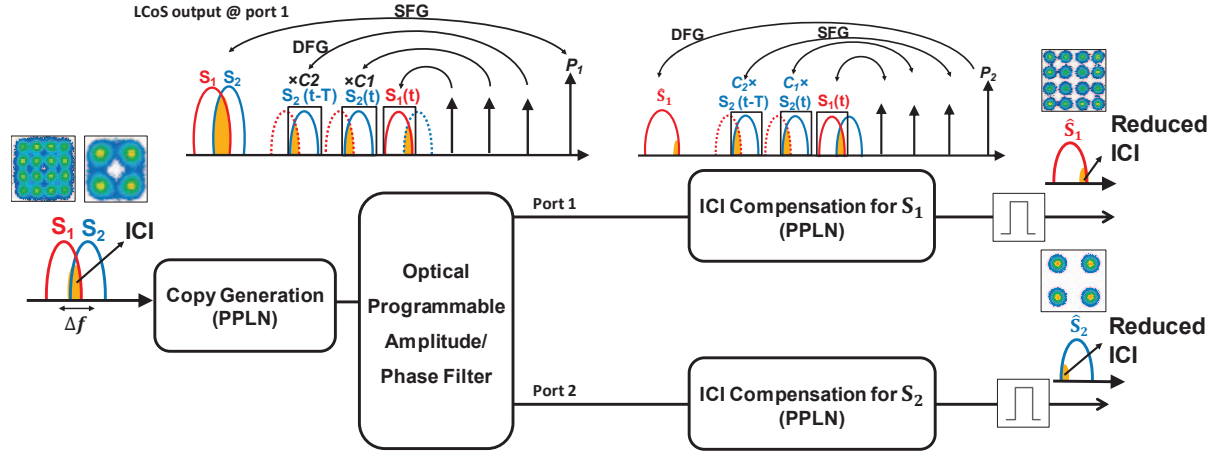 LCoS output @ port 1
SFG
DFG
P1
S1 S2
×C2
S2 (t-T)
×C1
S2(t)
S1(t)
DFG
SFG
P2
Ŝ1
C2×
S2 (t-T)
C1×
S2(t)
S1(t)
Ŝ1
Reduced
ICI
S1 S2
ICI
Δf
Copy Generation
(PPLN)
Optical
Programmable
Amplitude/
Phase Filter
Port 1
ICI Compensation for S1
(PPLN)
Port 2
ICI Compensation for S2
(PPLN)
Ŝ2
Reduced
ICI